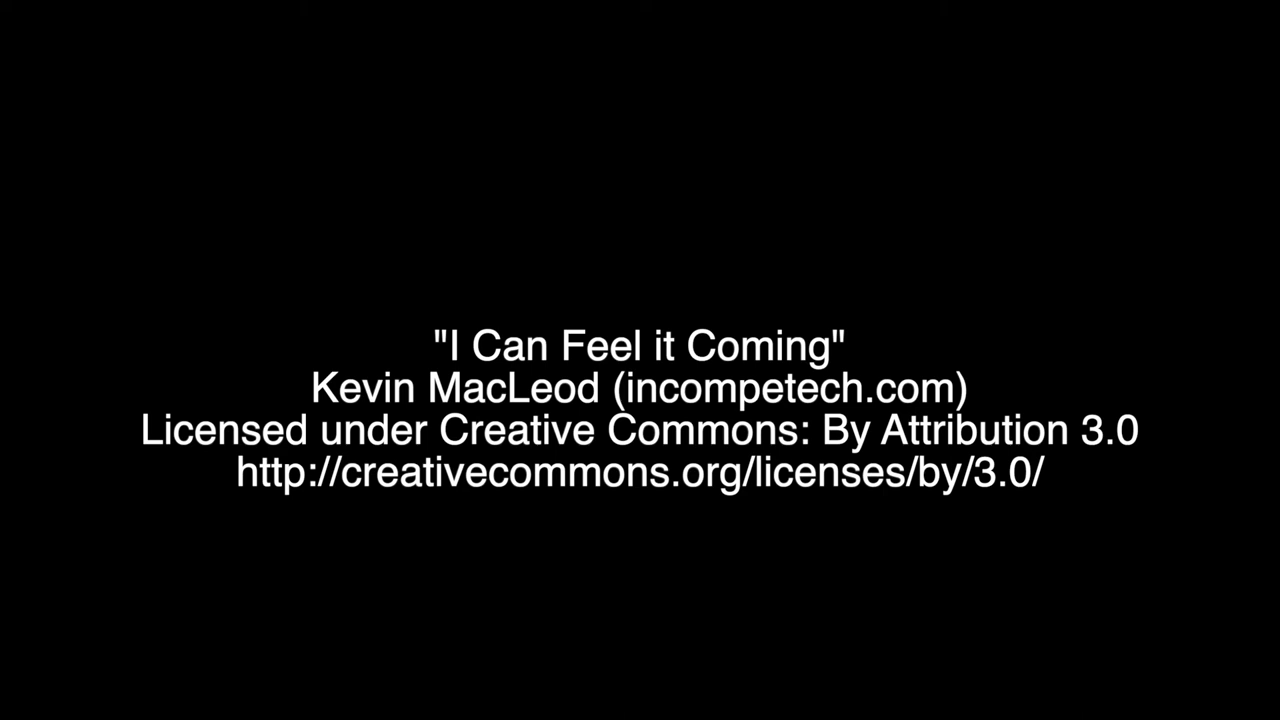 "I Can Feel it Coming"
Kevin MacLeod (incompetech.com)
Licensed under Creative Commons: By Attribution 3.0
http://creativecommons.org/licenses/by/3.0/